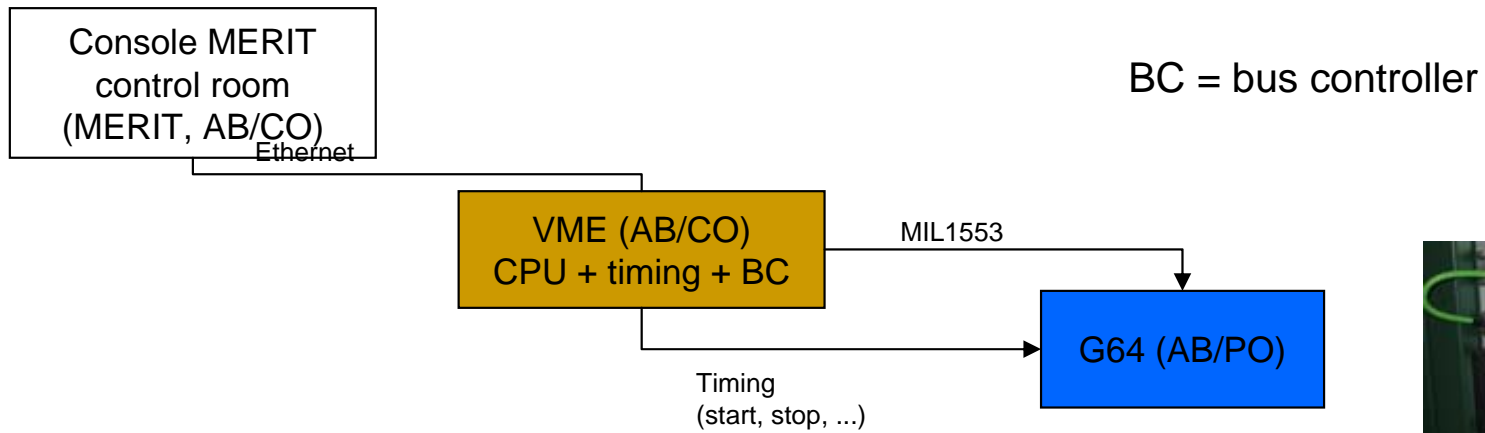 Console MERIT
control room
(MERIT, AB/CO)
Ethernet
BC = bus controller
VME (AB/CO)
CPU + timing + BC
MIL1553
G64 (AB/PO)
Timing
(start, stop, ...)